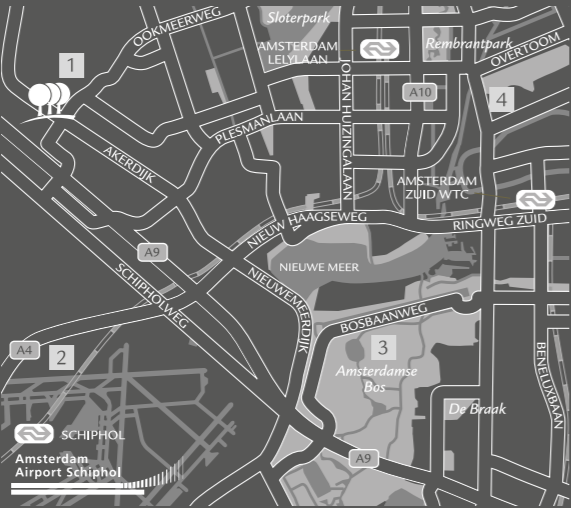 OOKMEERWEG
Sloterpark
AMSTERDAM
LELYLAAN
Rembrantpark
OVERTOOM
1
JOHAN HUIZINGALAAN
A10
4
PLESMANLAAN
AKERDIJK
AMSTERDAM
ZUID WTC
NIEUW HAAGSEWEG
RINGWEG ZUID
A9
SCHIPHOLWEG
NIEUWE MEER
NIEUWEMEERDIJK
BOSBAANWEG
A4
2
3
Amsterdamse
Bos
BENELUXBAAN
De Braak
SCHIPHOL
Amsterdam
Airport Schiphol
A9